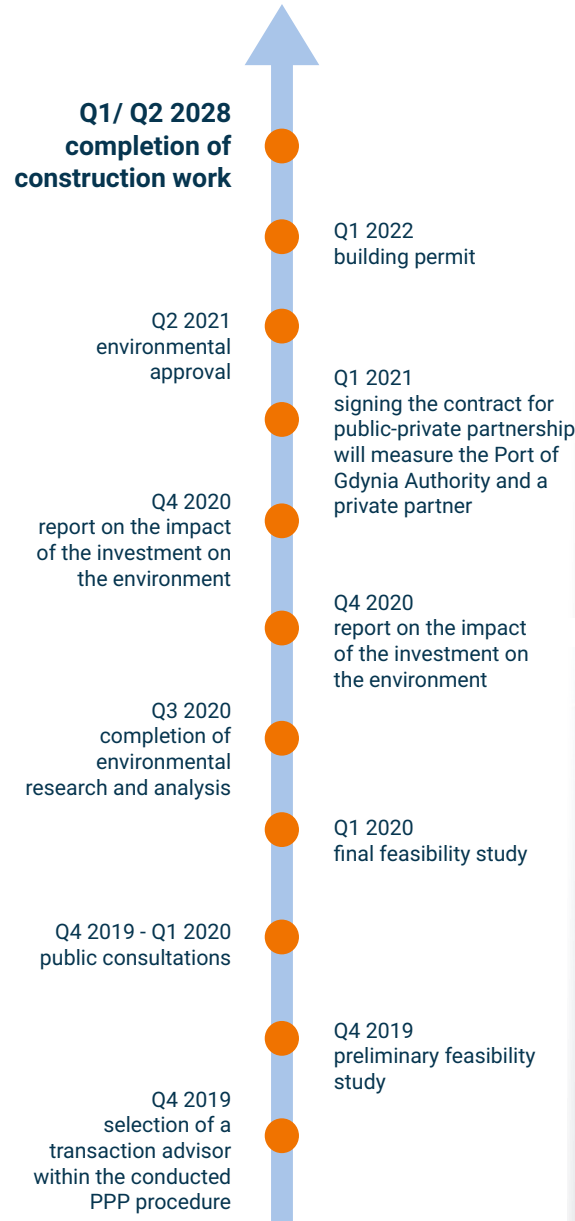 Q1/ Q2 2028
completion of
construction work
Q1 2022
building permit
Q2 2021
environmental
approval
Q1 2021
signing the contract for
public-private partnership
will measure the Port of
Gdynia Authority and a
private partner
Q4 2020
report on the impact
of the investment on
the environment
Q4 2020
report on the impact
of the investment on
the environment
Q3 2020
completion of
environmental
research and analysis
Q1 2020
final feasibility study
Q4 2019 - Q1 2020
public consultations
Q4 2019
preliminary feasibility
study
Q4 2019
selection of a
transaction advisor
within the conducted
PPP procedure